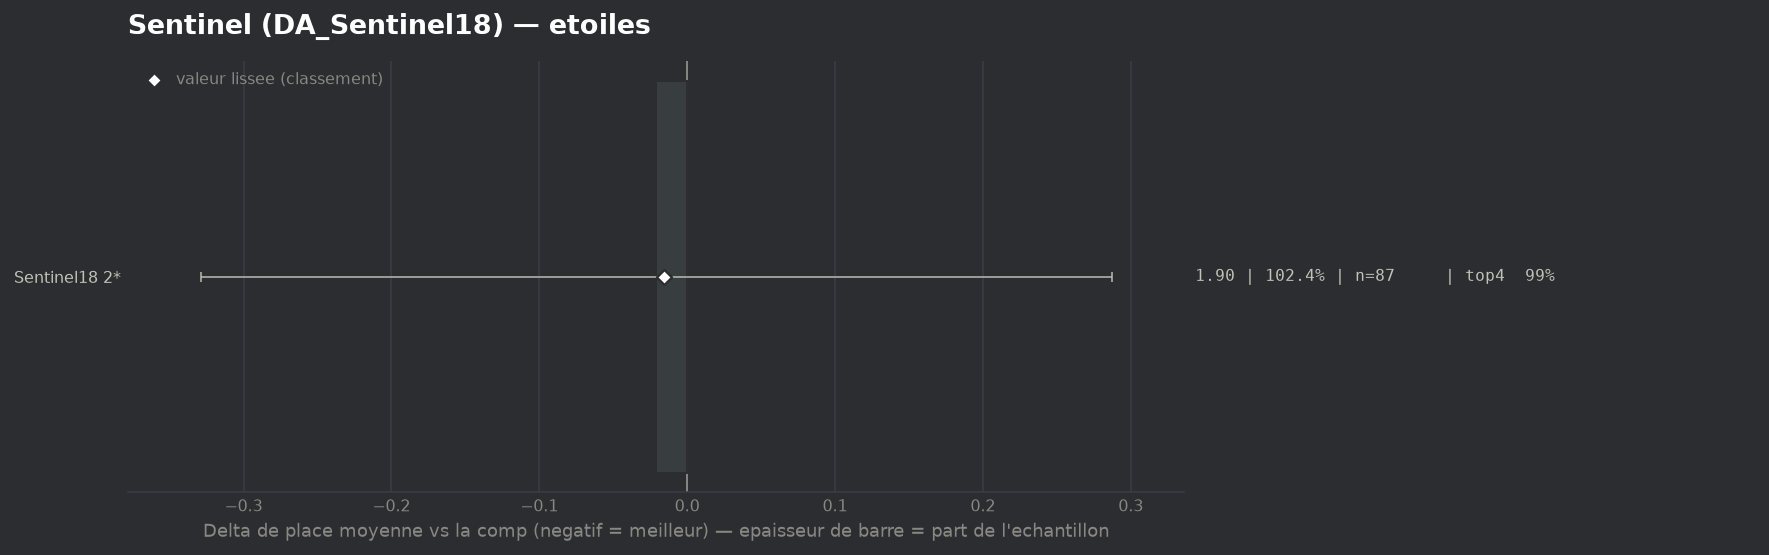 Sentinel (DA_Sentinel18) — etoiles
valeur lissee (classement)
Sentinel18 2*
1.90 | 102.4% | n=87     | top4  99%
−0.3 −0.2 −0.1 0.0 0.1 0.2 0.3
Delta de place moyenne vs la comp (negatif = meilleur) — epaisseur de barre = part de l'echantillon